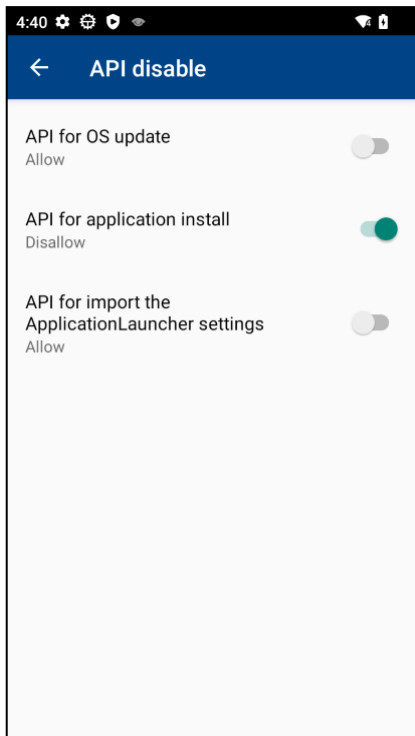 4:40
API disable
API for OS update
Allow
API for application install
Disallow
API for import the
ApplicationLauncher settings
Allow